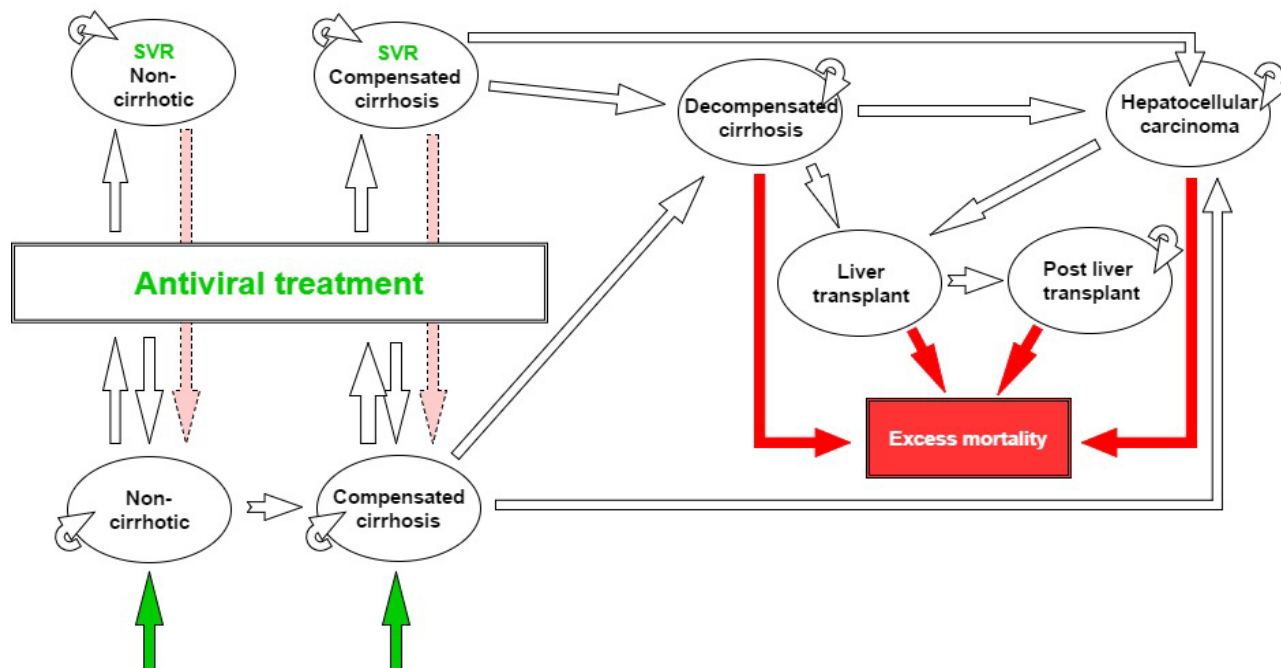 SVR
Non-
cirrhotic
SVR
Compensated
cirrhosis
Decompensated
cirrhosis
Hepatocellular
carcinoma
Antiviral treatment
Liver
transplant
Post liver
transplant
Excess mortality
Non-
cirrhotic
Compensated
cirrhosis